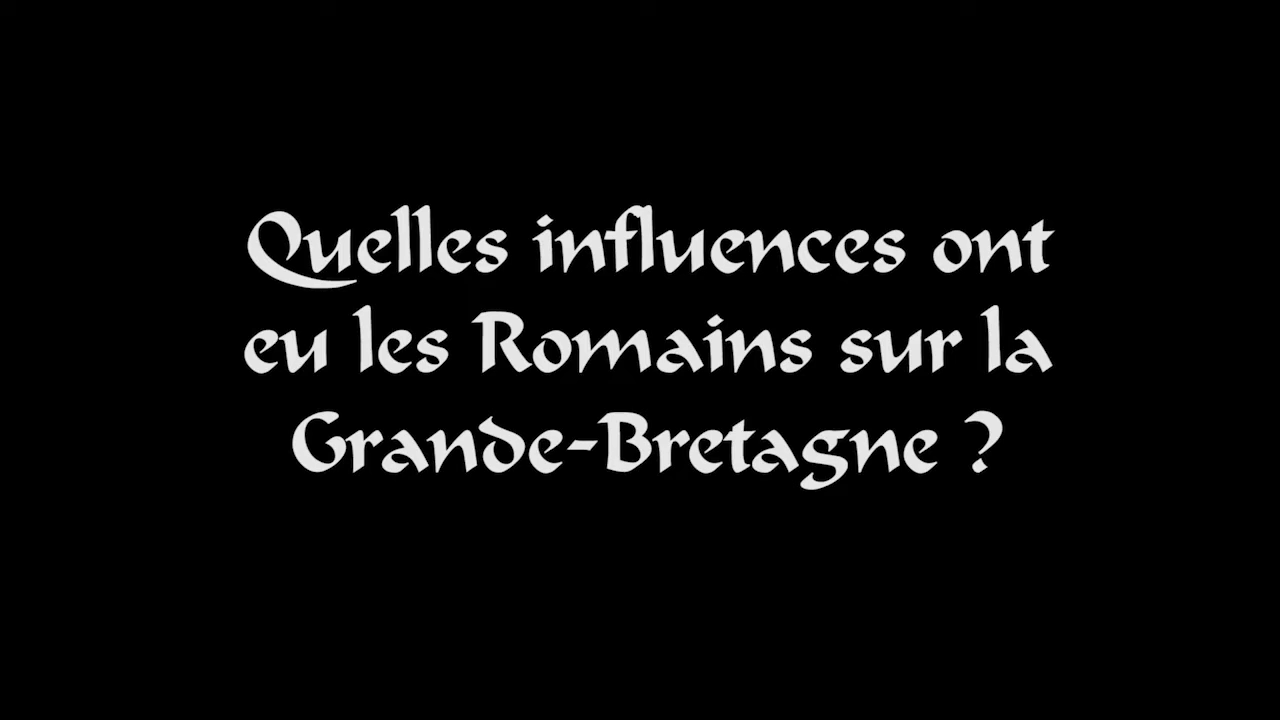 Quelles influences ont
eu les Romains sur la
Grande-Bretagne ?